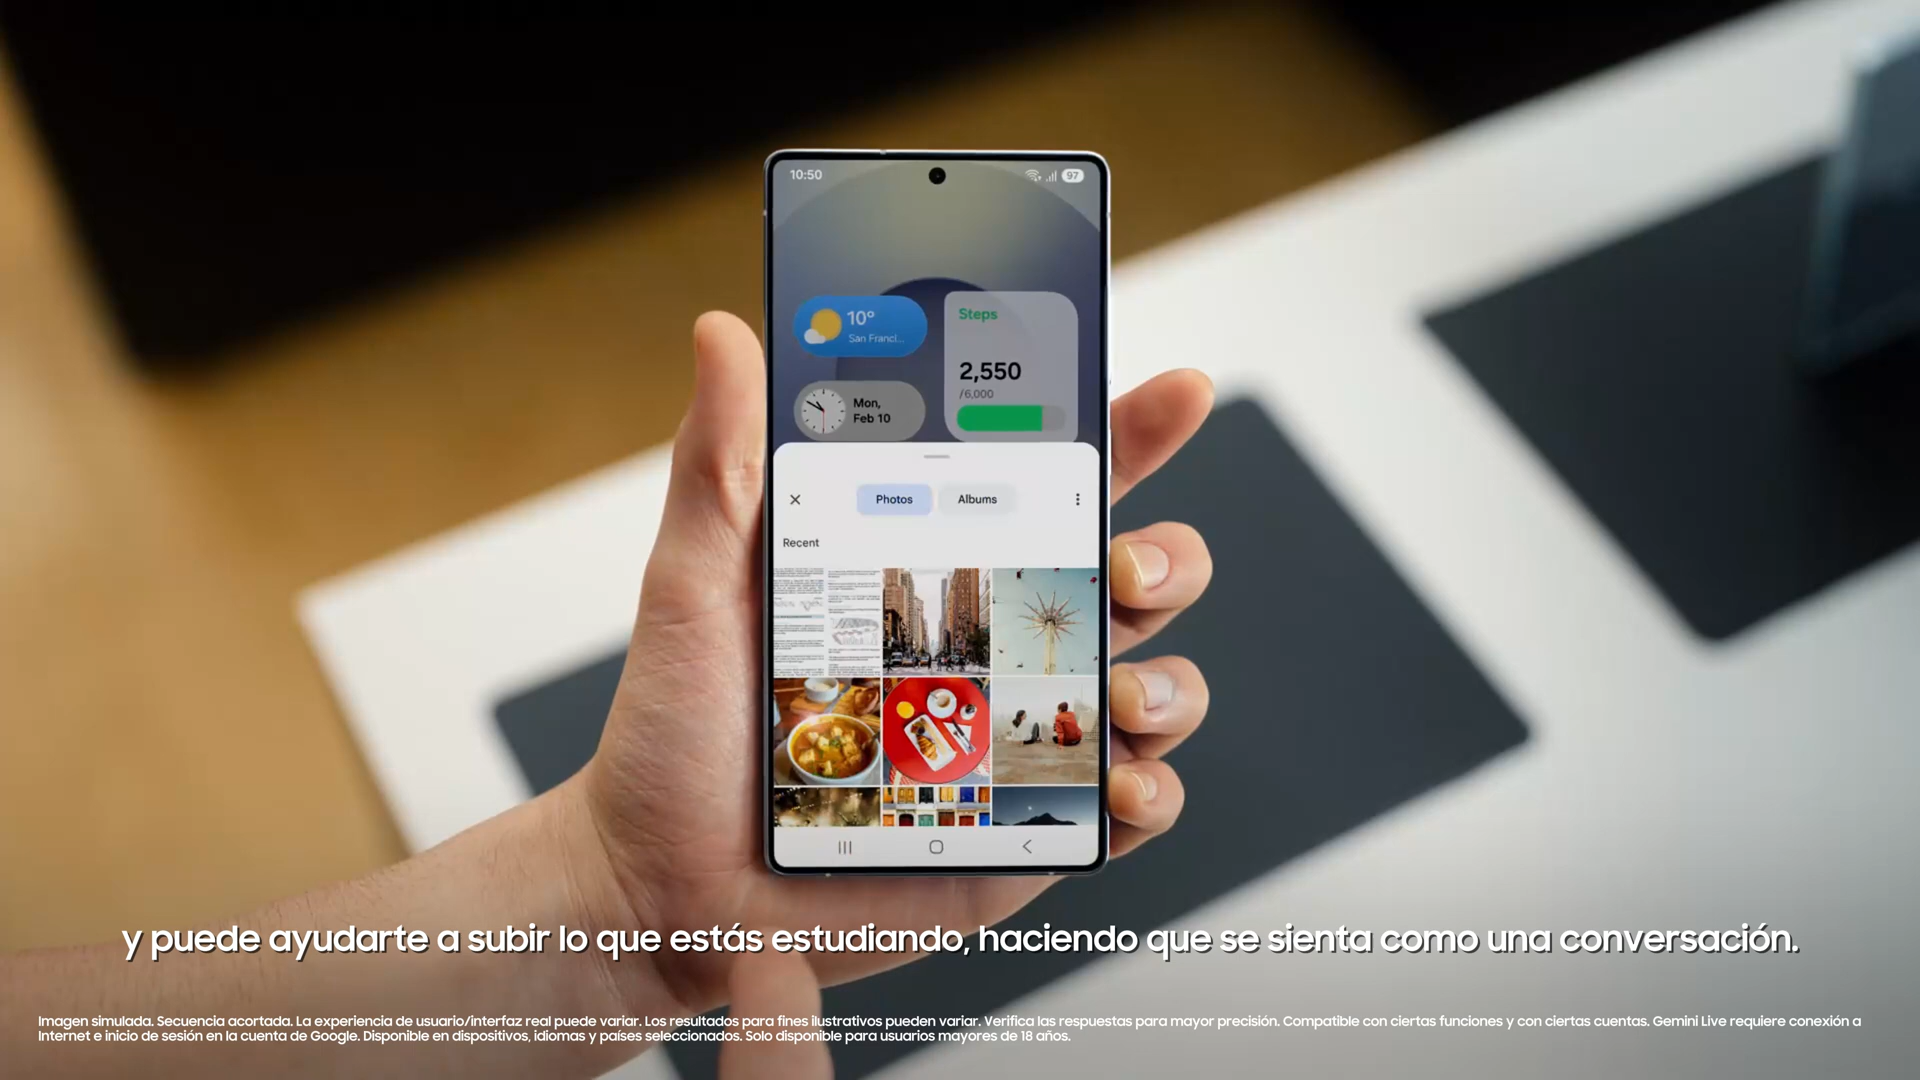 10:50
97
10°
San Franci...
Steps
2,550
/6,000
Mon,
Feb 10
Photos
Albums
Recent
y puede ayudarte a subir lo que estás estudiando, haciendo que se sienta como una conversación.
Imagen simulada. Secuencia acortada. La experiencia de usuario/interfaz real puede variar. Los resultados para fines ilustrativos pueden variar. Verifica las respuestas para mayor precisión. Compatible con ciertas funciones y con ciertas cuentas. Gemini Live requiere conexión a
Internet e inicio de sesión en la cuenta de Google. Disponible en dispositivos, idiomas y países seleccionados. Solo disponible para usuarios mayores de 18 años.